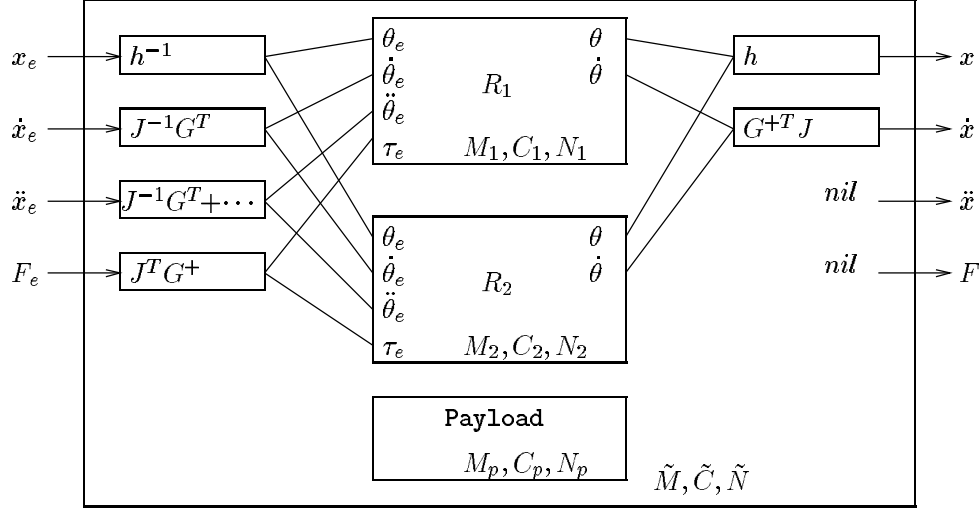 x_e h^{-1} θ_e θ h x
ẋ_e J^{-1}G^T θ̇_e R_1 θ̇ G^{+T}J ẋ
θ̈_e
τ_e M_1, C_1, N_1
ẍ_e J^{-1}G^T+⋯ nil ẍ
F_e J^TG^+ θ_e θ nil F
θ̇_e R_2 θ̇
θ̈_e
τ_e M_2, C_2, N_2
Payload
M_p, C_p, N_p
M̃, C̃, Ñ